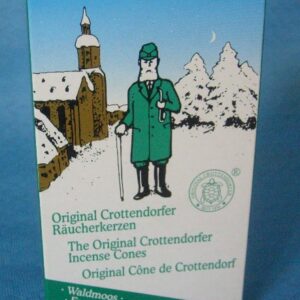 Original Crottendorfer
Räucherkerzen
The Original Crottendorfer
Incense Cones
Original Cône de Crottendorf
®
· Waldmoos ·